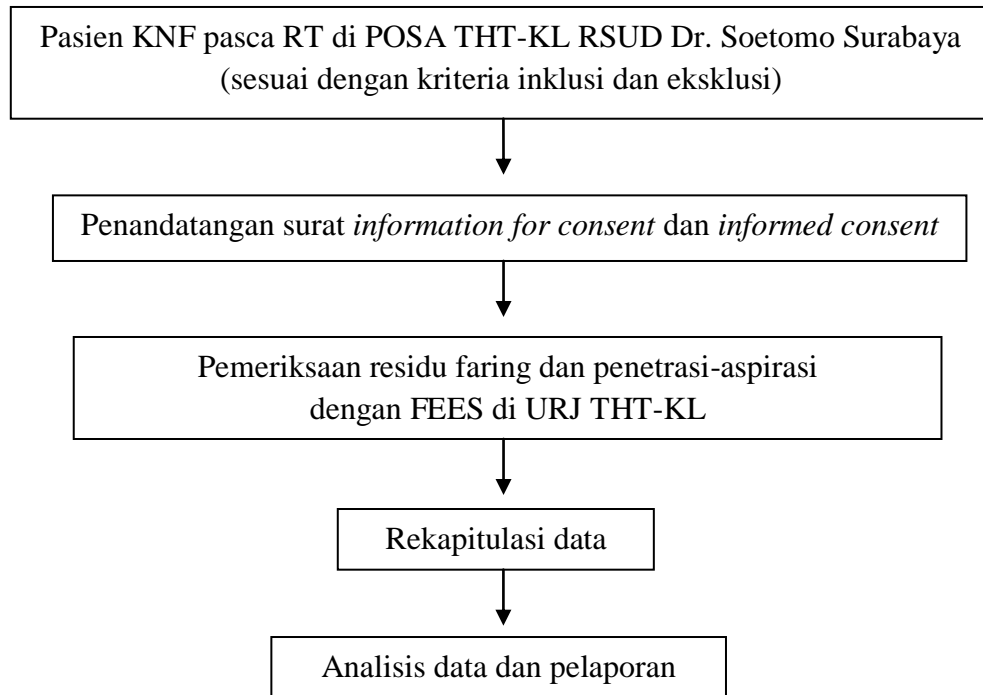 Pasien KNF pasca RT di POSA THT-KL RSUD Dr. Soetomo Surabaya
(sesuai dengan kriteria inklusi dan eksklusi)
Penandatangan surat information for consent dan informed consent
Pemeriksaan residu faring dan penetrasi-aspirasi
dengan FEES di URJ THT-KL
Rekapitulasi data
Analisis data dan pelaporan